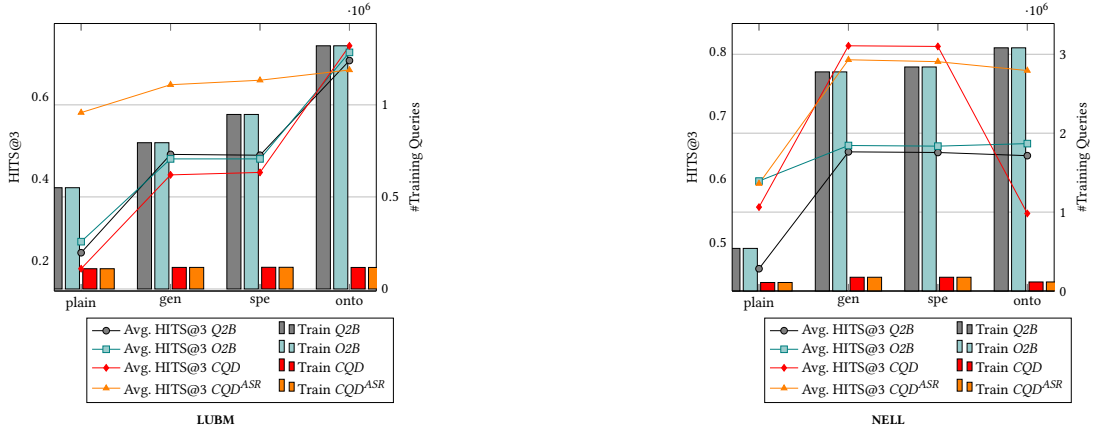 ·10^6
HITS@3
0.6
0.4
0.2
1
0.5
0
#Training Queries
plain gen spe onto
Avg. HITS@3 Q2B Train Q2B
Avg. HITS@3 O2B Train O2B
Avg. HITS@3 CQD Train CQD
Avg. HITS@3 CQD^ASR Train CQD^ASR
LUBM
·10^6
HITS@3
0.8
0.7
0.6
0.5
3
2
1
0
#Training Queries
plain gen spe onto
Avg. HITS@3 Q2B Train Q2B
Avg. HITS@3 O2B Train O2B
Avg. HITS@3 CQD Train CQD
Avg. HITS@3 CQD^ASR Train CQD^ASR
NELL